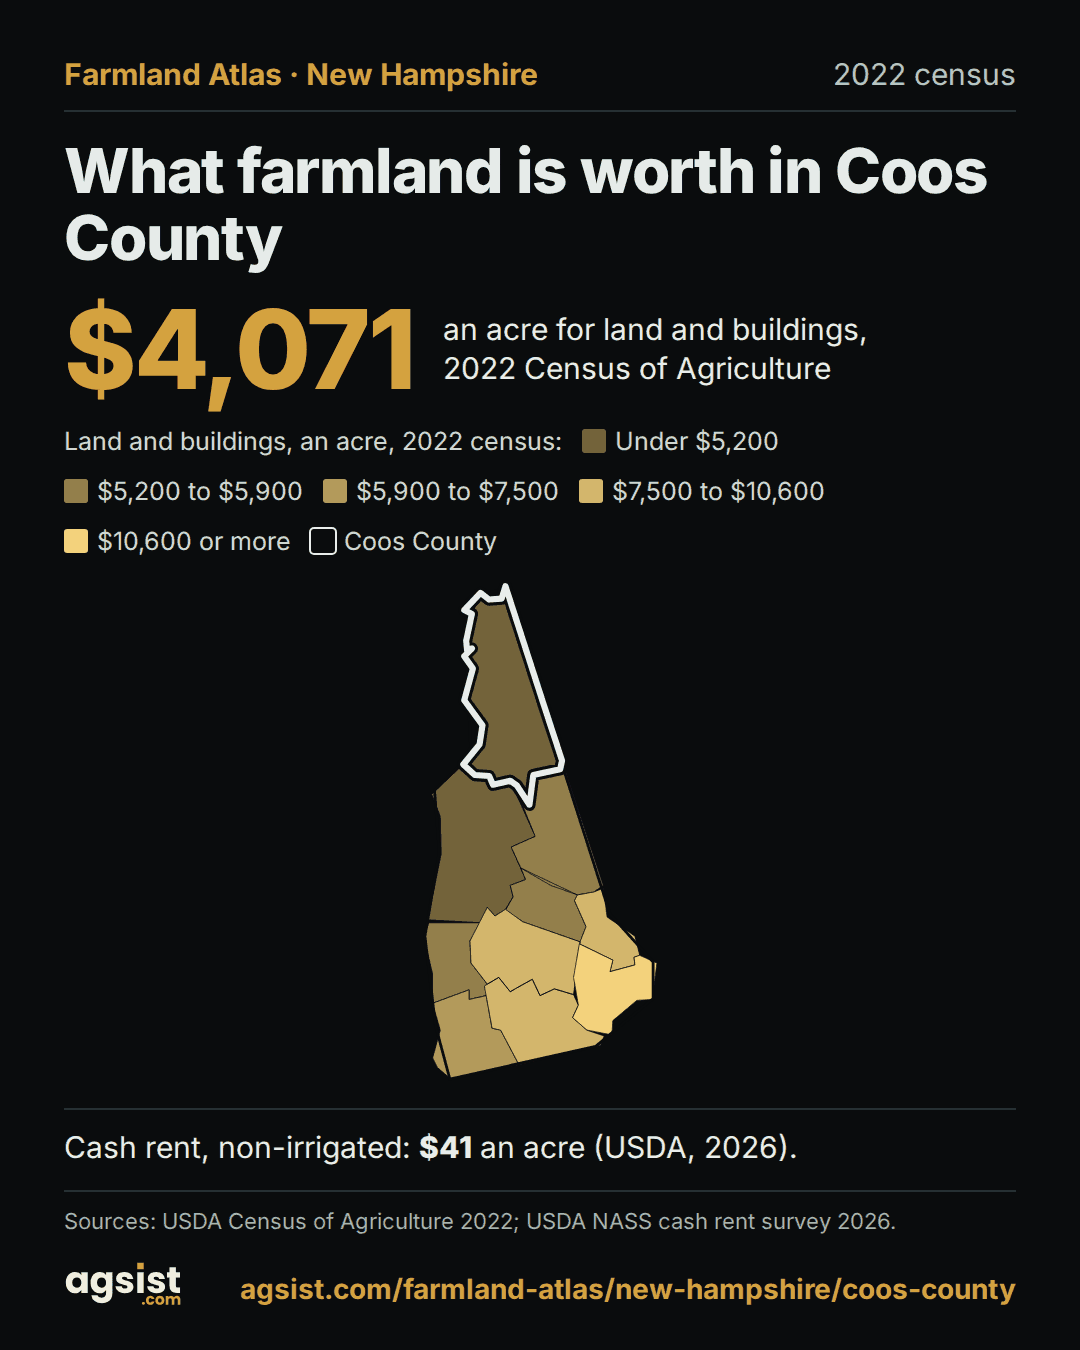 Farmland Atlas · New Hampshire
2022 census
What farmland is worth in Coos
County
$4,071
an acre for land and buildings,
2022 Census of Agriculture
Land and buildings, an acre, 2022 census: Under $5,200
$5,200 to $5,900 $5,900 to $7,500 $7,500 to $10,600
$10,600 or more Coos County
Cash rent, non-irrigated: $41 an acre (USDA, 2026).
Sources: USDA Census of Agriculture 2022; USDA NASS cash rent survey 2026.
agsist
.com
agsist.com/farmland-atlas/new-hampshire/coos-county